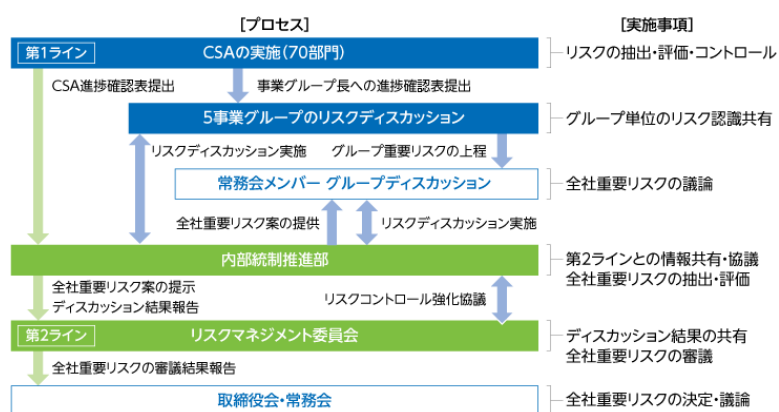 [プロセス]
[実施事項]
第1ライン
CSAの実施(70部門)
リスクの抽出・評価・コントロール
CSA進捗確認表提出
事業グループ長への進捗確認表提出
5事業グループのリスクディスカッション
グループ単位のリスク認識共有
リスクディスカッション実施
グループ重要リスクの上程
常務会メンバー グループディスカッション
全社重要リスクの議論
全社重要リスク案の提供
リスクディスカッション実施
内部統制推進部
第2ラインとの情報共有・協議
全社重要リスクの抽出・評価
全社重要リスク案の提示
ディスカッション結果報告
リスクコントロール強化協議
第2ライン
リスクマネジメント委員会
ディスカッション結果の共有
全社重要リスクの審議
全社重要リスクの審議結果報告
取締役会・常務会
全社重要リスクの決定・議論